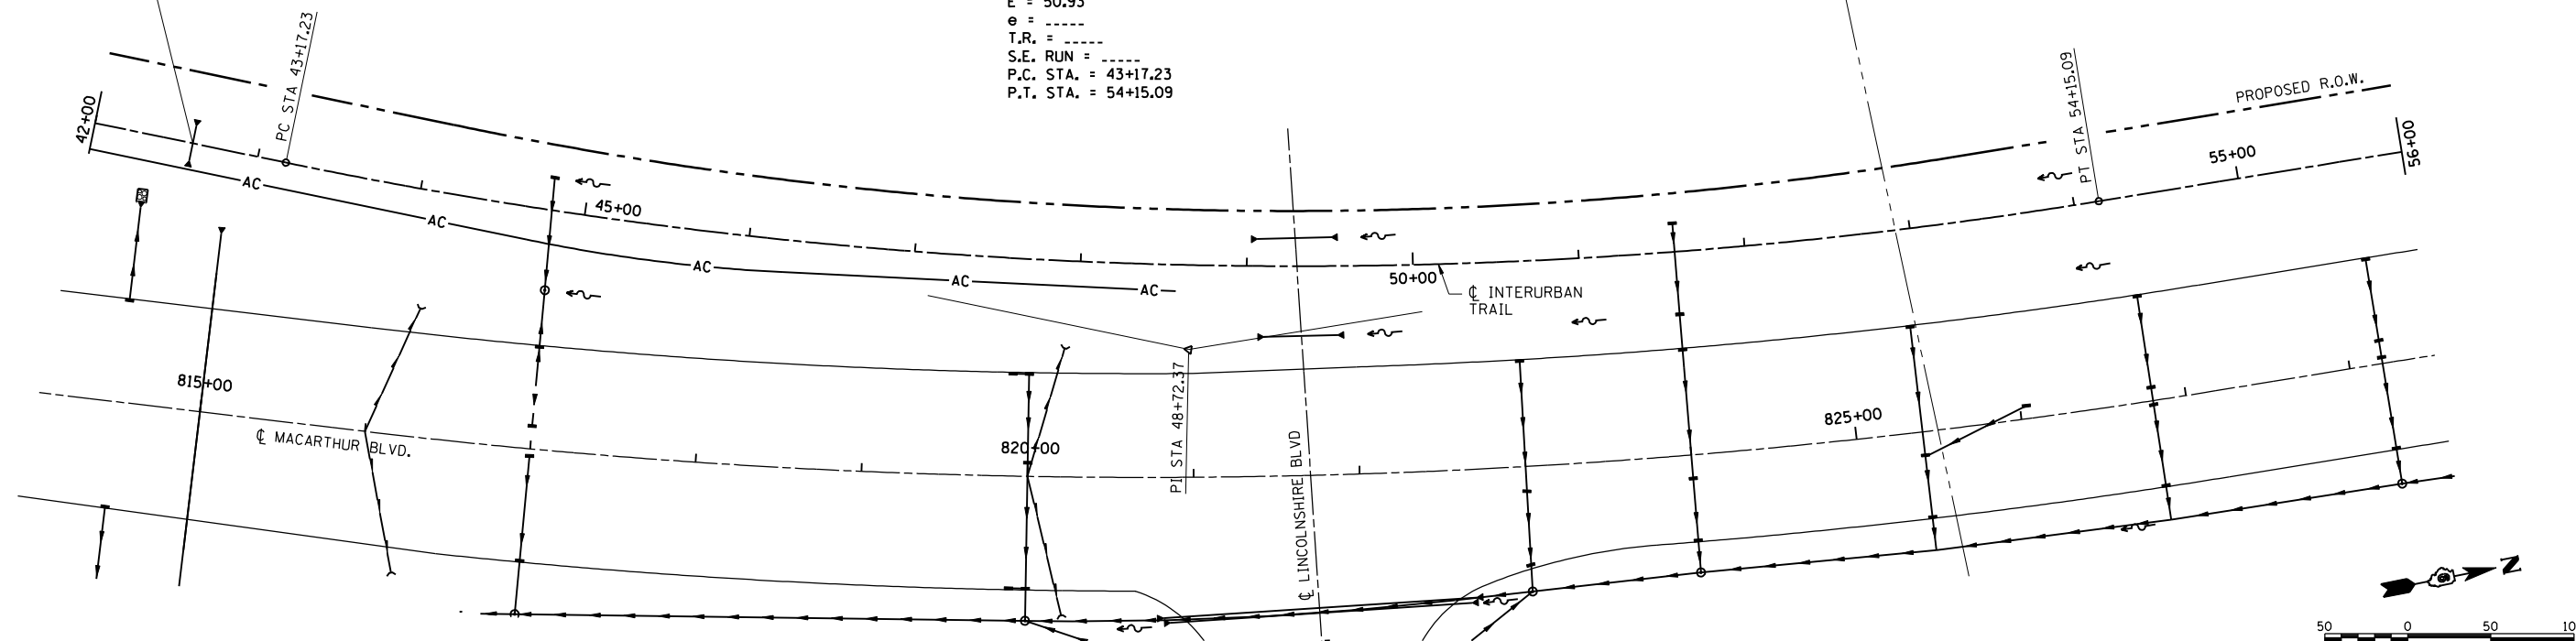 E = 50.93
e = -----
T.R. = -----
S.E. RUN = -----
P.C. STA. = 43+17.23
P.T. STA. = 54+15.09
42+00
PC STA 43+17.23
PT STA 54+15.09
PROPOSED R.O.W.
55+00
56+00
AC
AC
45+00
AC
AC
AC
50+00
℄ INTERURBAN
TRAIL
815+00
℄ MACARTHUR BLVD.
820+00
PI STA 48+72.37
℄ LINCOLNSHIRE BLVD
825+00
N
50 0 50